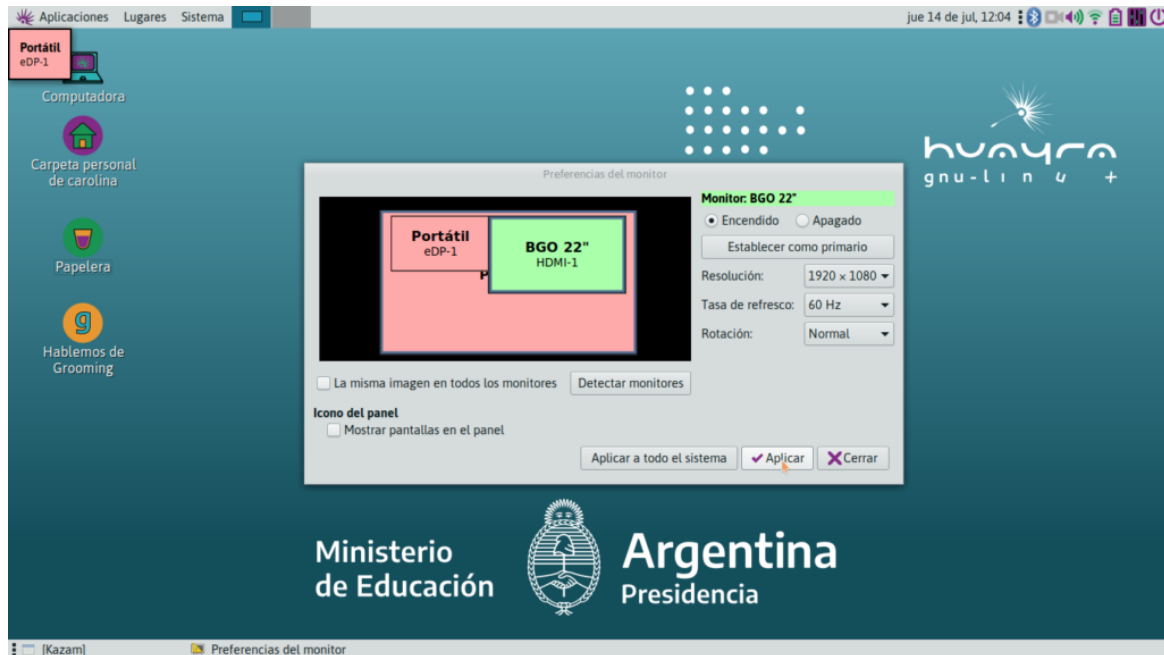 Aplicaciones Lugares Sistema
jue 14 de jul, 12:04
Portátil
eDP-1
Computadora
Carpeta personal
de carolina
Papelera
g
Hablemos de
Grooming
huayra
gnu-linux +
Preferencias del monitor
Portátil
eDP-1
P
BGO 22"
HDMI-1
Monitor: BGO 22"
Encendido Apagado
Establecer como primario
Resolución: 1920 × 1080
Tasa de refresco: 60 Hz
Rotación: Normal
La misma imagen en todos los monitores Detectar monitores
Icono del panel
Mostrar pantallas en el panel
Aplicar a todo el sistema Aplicar Cerrar
Ministerio
de Educación
Argentina
Presidencia
[Kazam] Preferencias del monitor